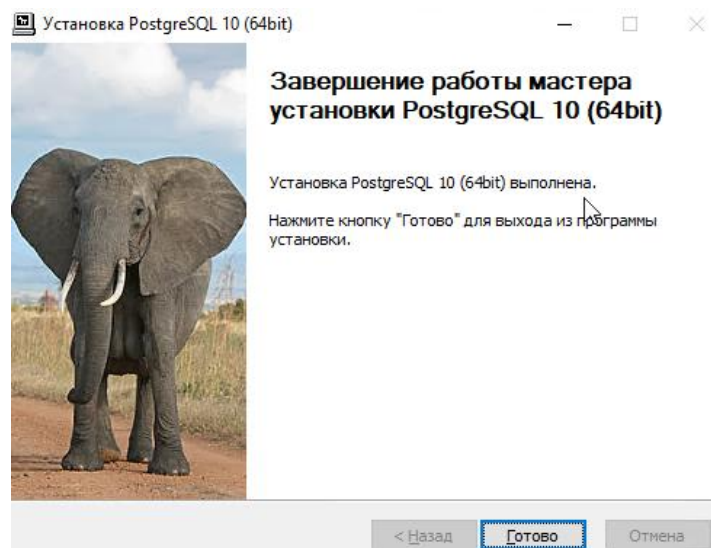 Установка PostgreSQL 10 (64bit)
Завершение работы мастера
установки PostgreSQL 10 (64bit)
Установка PostgreSQL 10 (64bit) выполнена.
Нажмите кнопку "Готово" для выхода из программы
установки.
< Назад
Готово
Отмена